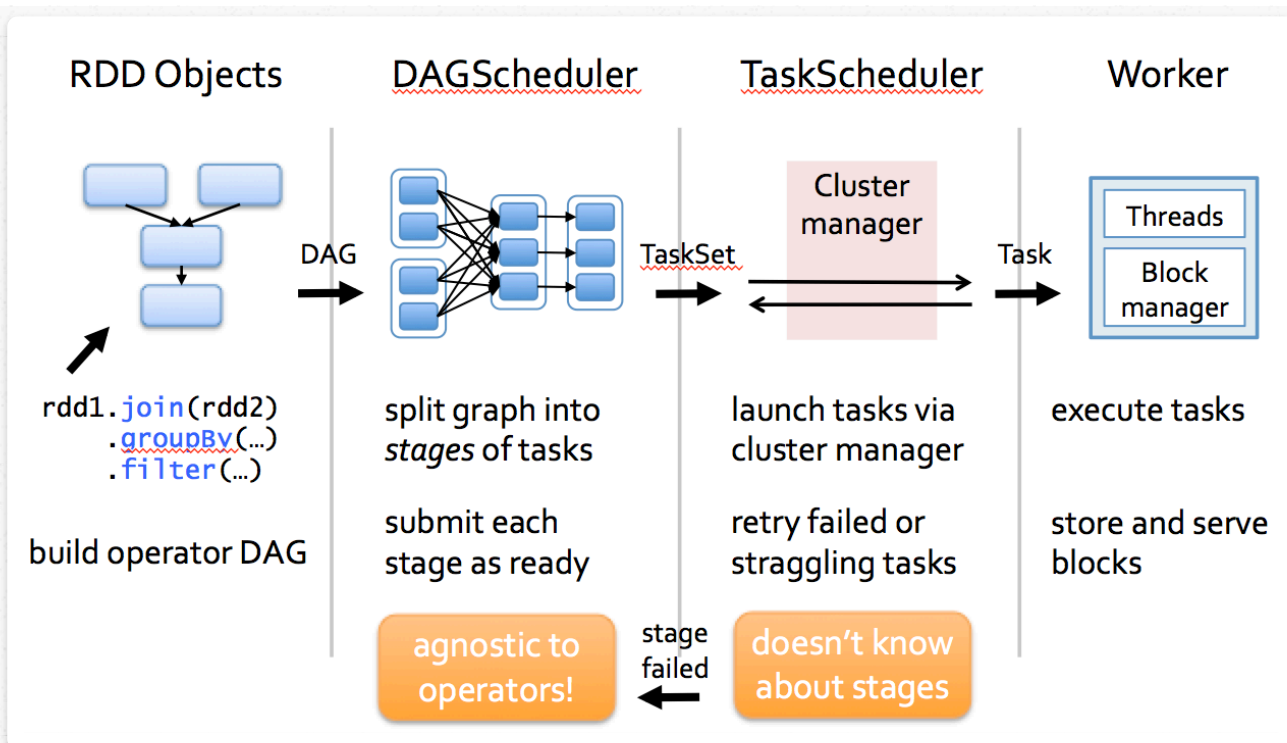 RDD Objects
DAGScheduler
TaskScheduler
Worker
DAG
TaskSet
Cluster
manager
Task
Threads
Block
manager
rdd1.join(rdd2)
.groupBy(…)
.filter(…)
build operator DAG
split graph into
stages of tasks
submit each
stage as ready
agnostic to
operators!
launch tasks via
cluster manager
retry failed or
straggling tasks
stage
failed
doesn’t know
about stages
execute tasks
store and serve
blocks